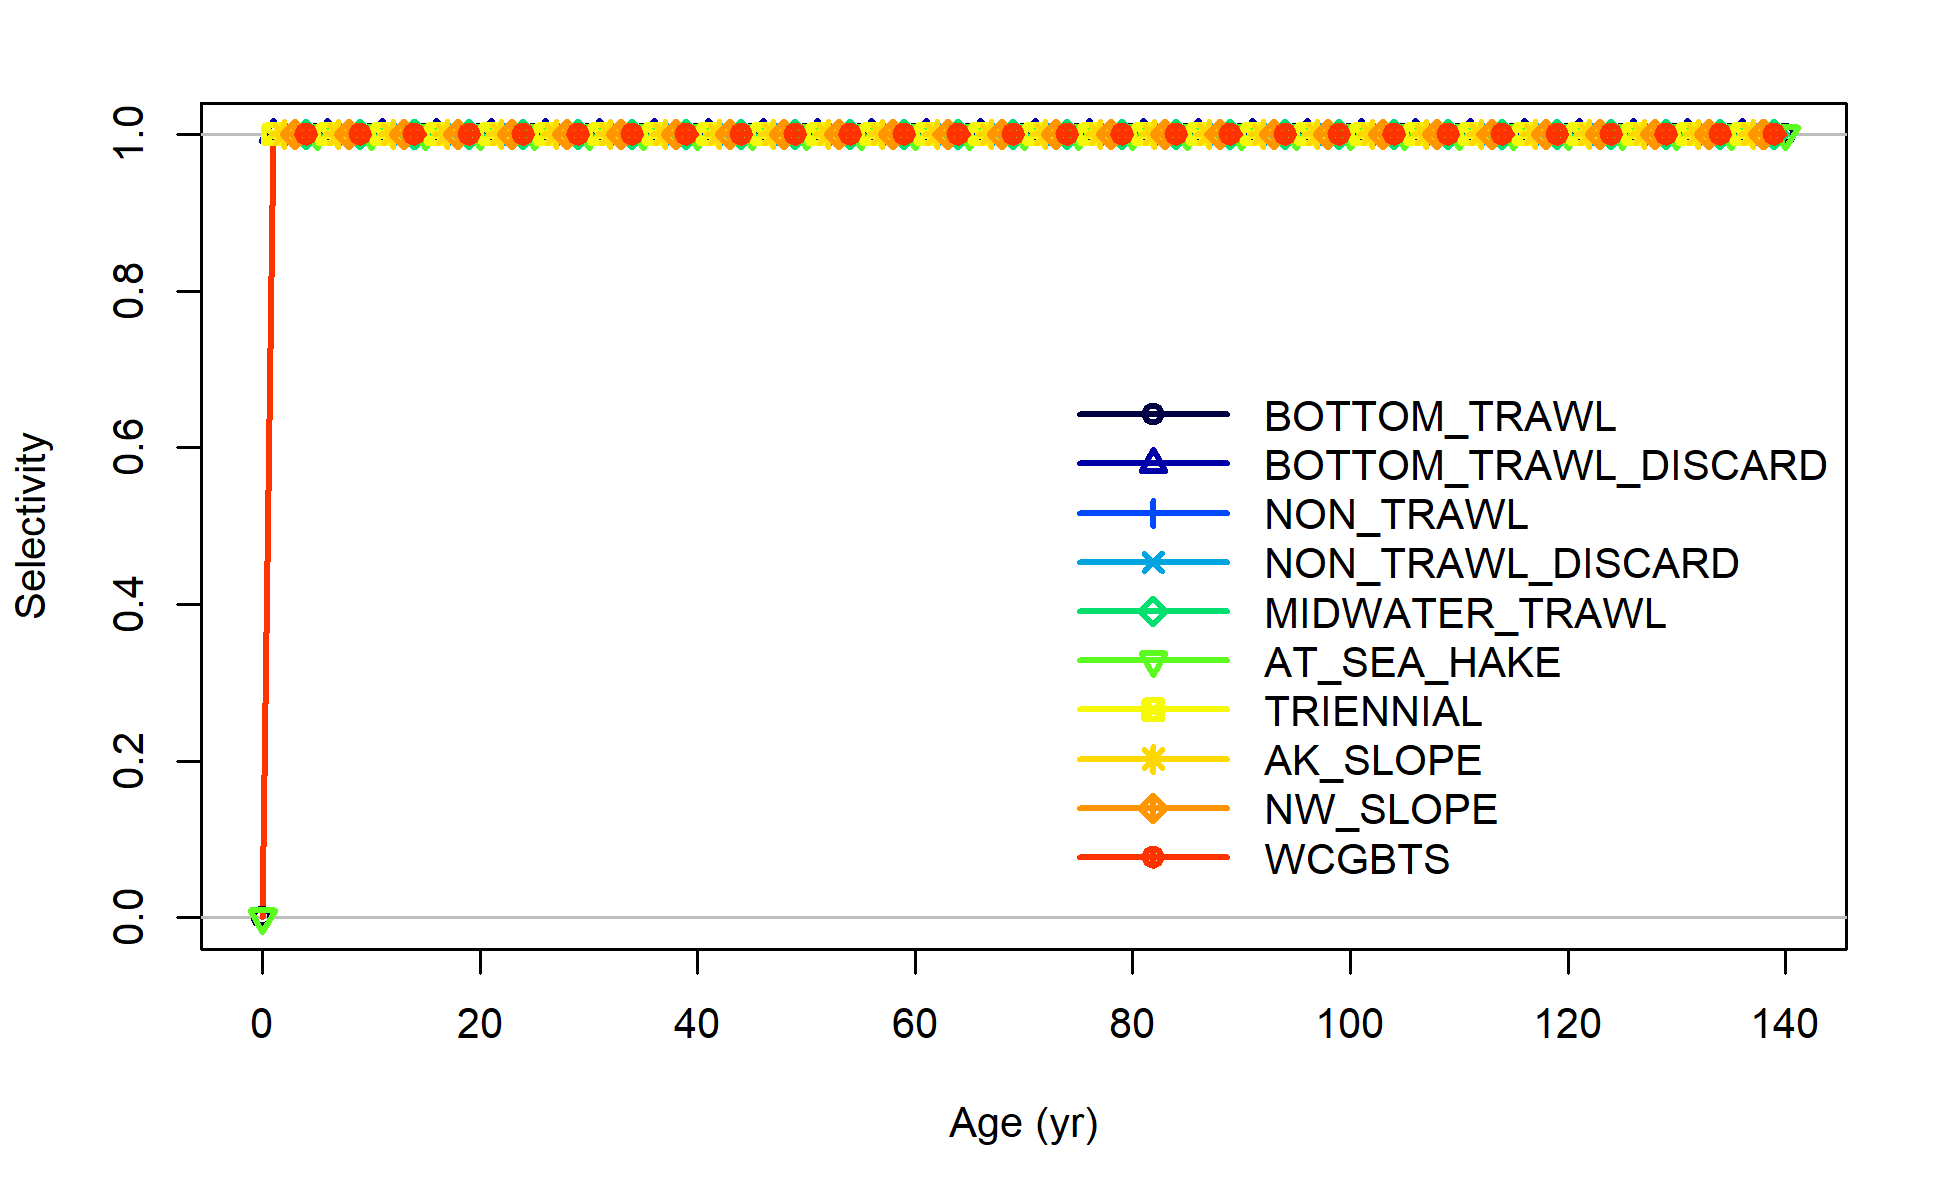 1.0
0.8
0.6
0.4
0.2
0.0
Selectivity
BOTTOM_TRAWL
BOTTOM_TRAWL_DISCARD
NON_TRAWL
NON_TRAWL_DISCARD
MIDWATER_TRAWL
AT_SEA_HAKE
TRIENNIAL
AK_SLOPE
NW_SLOPE
WCGBTS
0 20 40 60 80 100 120 140
Age (yr)